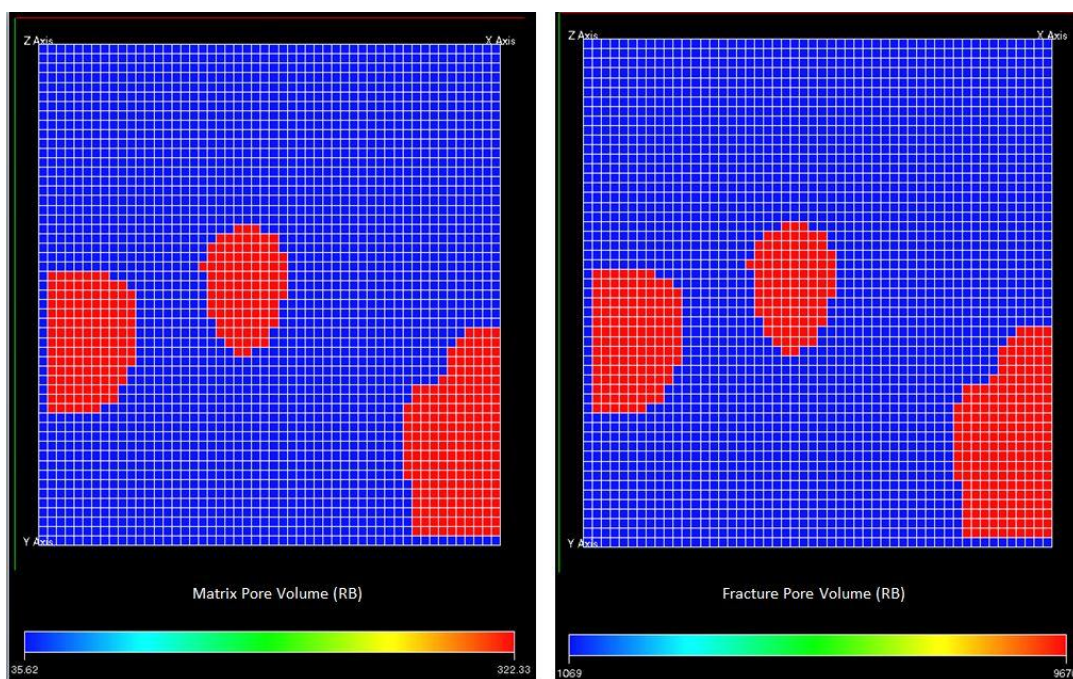 Z Axis
X Axis
Y Axis
Matrix Pore Volume (RB)
35.62
322.33
Z Axis
X Axis
Y Axis
Fracture Pore Volume (RB)
1069
9670